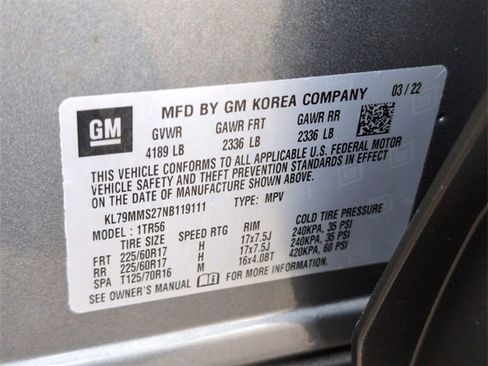 GM
MFD BY GM KOREA COMPANY 03 / 22
GVWR GAWR FRT GAWR RR
4189 LB 2336 LB 2336 LB
THIS VEHICLE CONFORMS TO ALL APPLICABLE U.S. FEDERAL MOTOR
VEHICLE SAFETY AND THEFT PREVENTION STANDARDS IN EFFECT
ON THE DATE OF MANUFACTURE SHOWN ABOVE.
KL79MMS27NB119111 TYPE: MPV
MODEL : 1TR56
TIRE SIZE SPEED RTG RIM COLD TIRE PRESSURE
FRT 225/60R17 H 17x7.5J 240KPA, 35 PSI
RR 225/60R17 H 17x7.5J 240KPA, 35 PSI
SPA T125/70R16 M 16x4.0BT 420KPA, 60 PSI
SEE OWNER'S MANUAL FOR MORE INFORMATION.